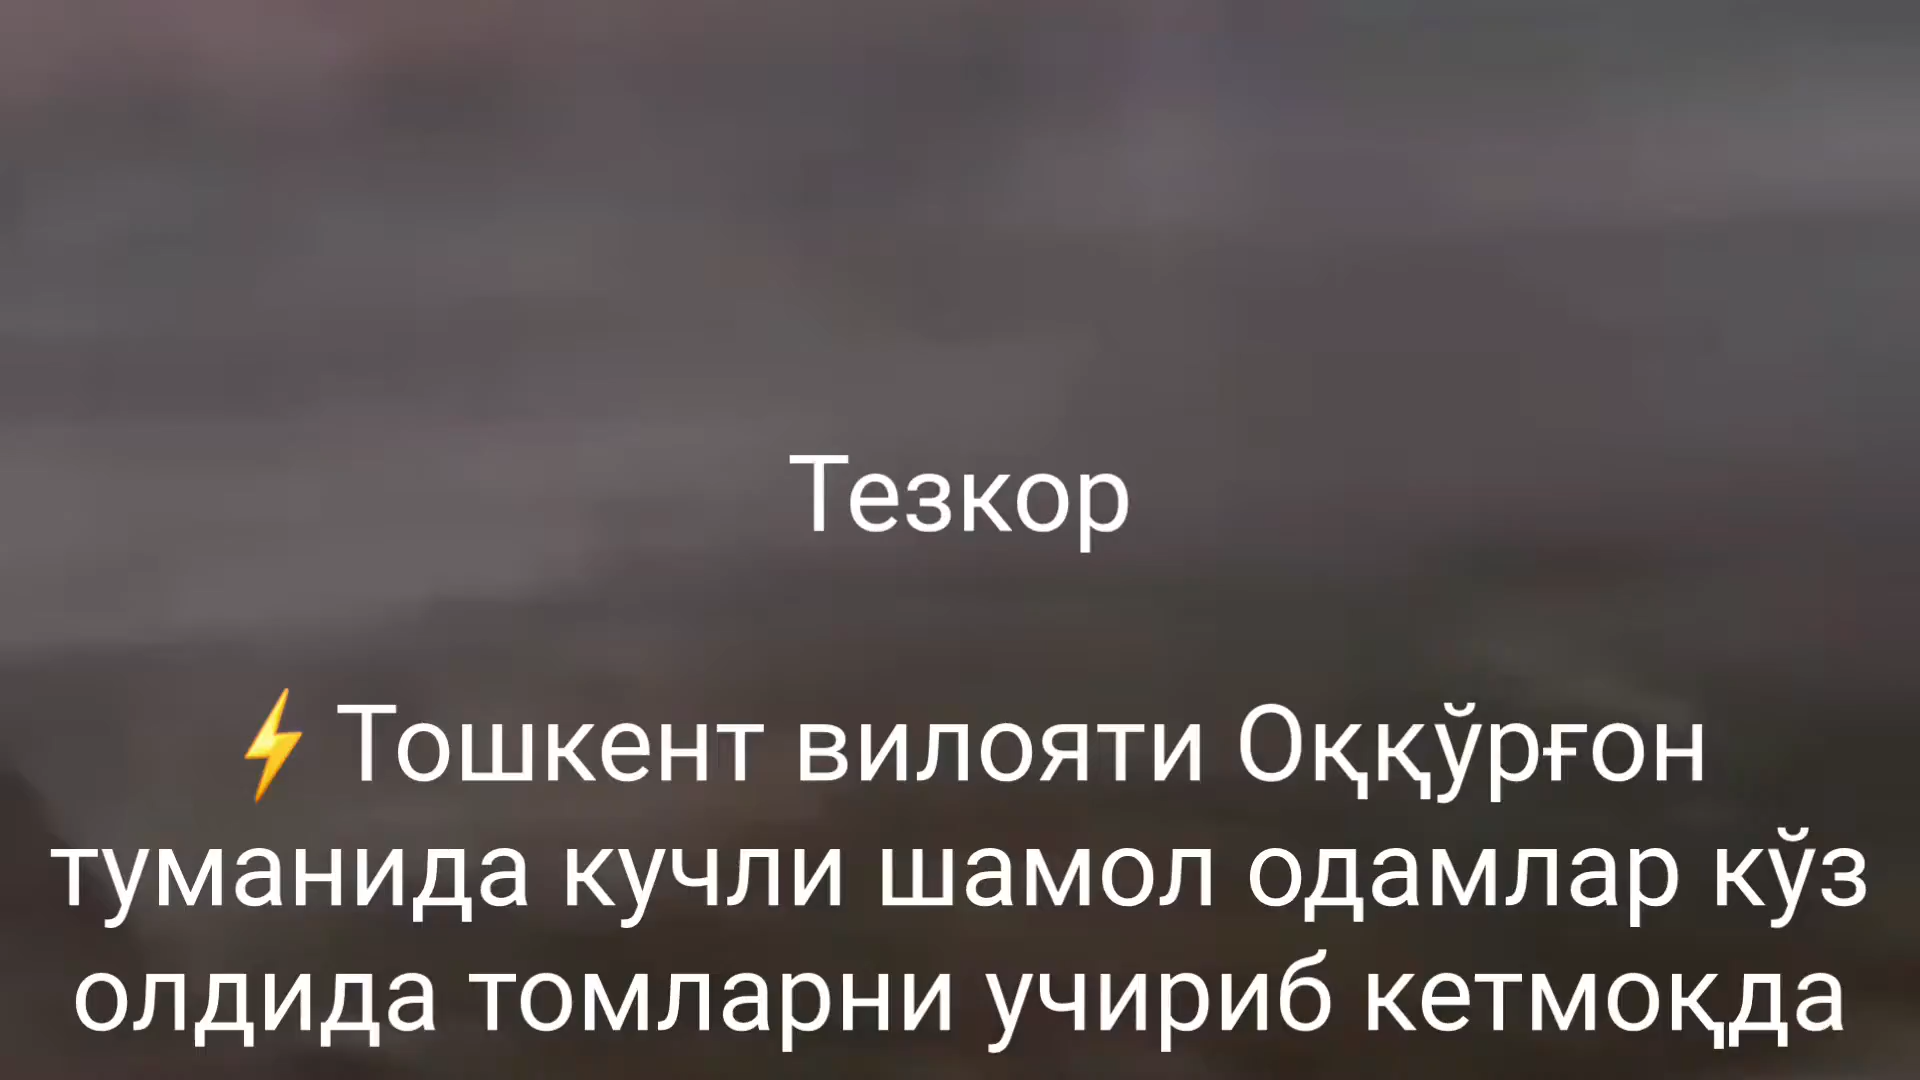 Тезкор
⚡Тошкент вилояти Оққўрғон
туманида кучли шамол одамлар кўз
олдида томларни учириб кетмоқда